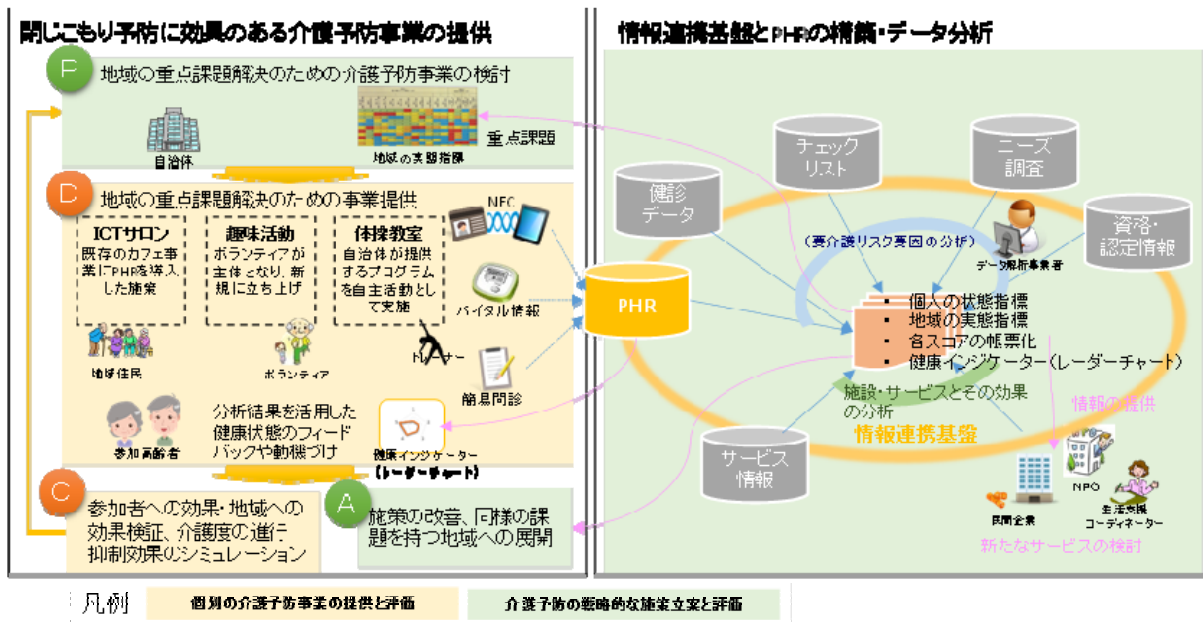 閉じこもり予防に効果のある介護予防事業の提供
P
地域の重点課題解決のための介護予防事業の検討
自治体
地域の実態指標
重点課題
D
地域の重点課題解決のための事業提供
ICTサロン
既存のカフェ事
業にPHRを導入
した施策
趣味活動
ボランティアが
主体となり、新
規に立ち上げ
体操教室
自治体が提供
するプログラム
を自主活動とし
て実施
NFC
バイタル情報
簡易問診
地域住民
ボランティア
トレーナー
参加高齢者
分析結果を活用した
健康状態のフィード
バックや動機づけ
健康インジケーター
(レーダーチャート)
C
参加者への効果・地域への
効果検証、介護度の進行
抑制効果のシミュレーション
A
施策の改善、同様の課
題を持つ地域への展開
情報連携基盤とPHRの構築・データ分析
PHR
健診
データ
チェック
リスト
ニーズ
調査
資格・
認定情報
(要介護リスク要因の分析)
データ解析事業者
▪ 個人の状態指標
▪ 地域の実態指標
▪ 各スコアの帳票化
▪ 健康インジケーター(レーダーチャート)
施設・サービスとその効果
の分析
情報連携基盤
サービス
情報
情報の提供
民間企業
NPO
生活支援
コーディネーター
新たなサービスの検討
凡例
個別の介護予防事業の提供と評価
介護予防の戦略的な施策立案と評価